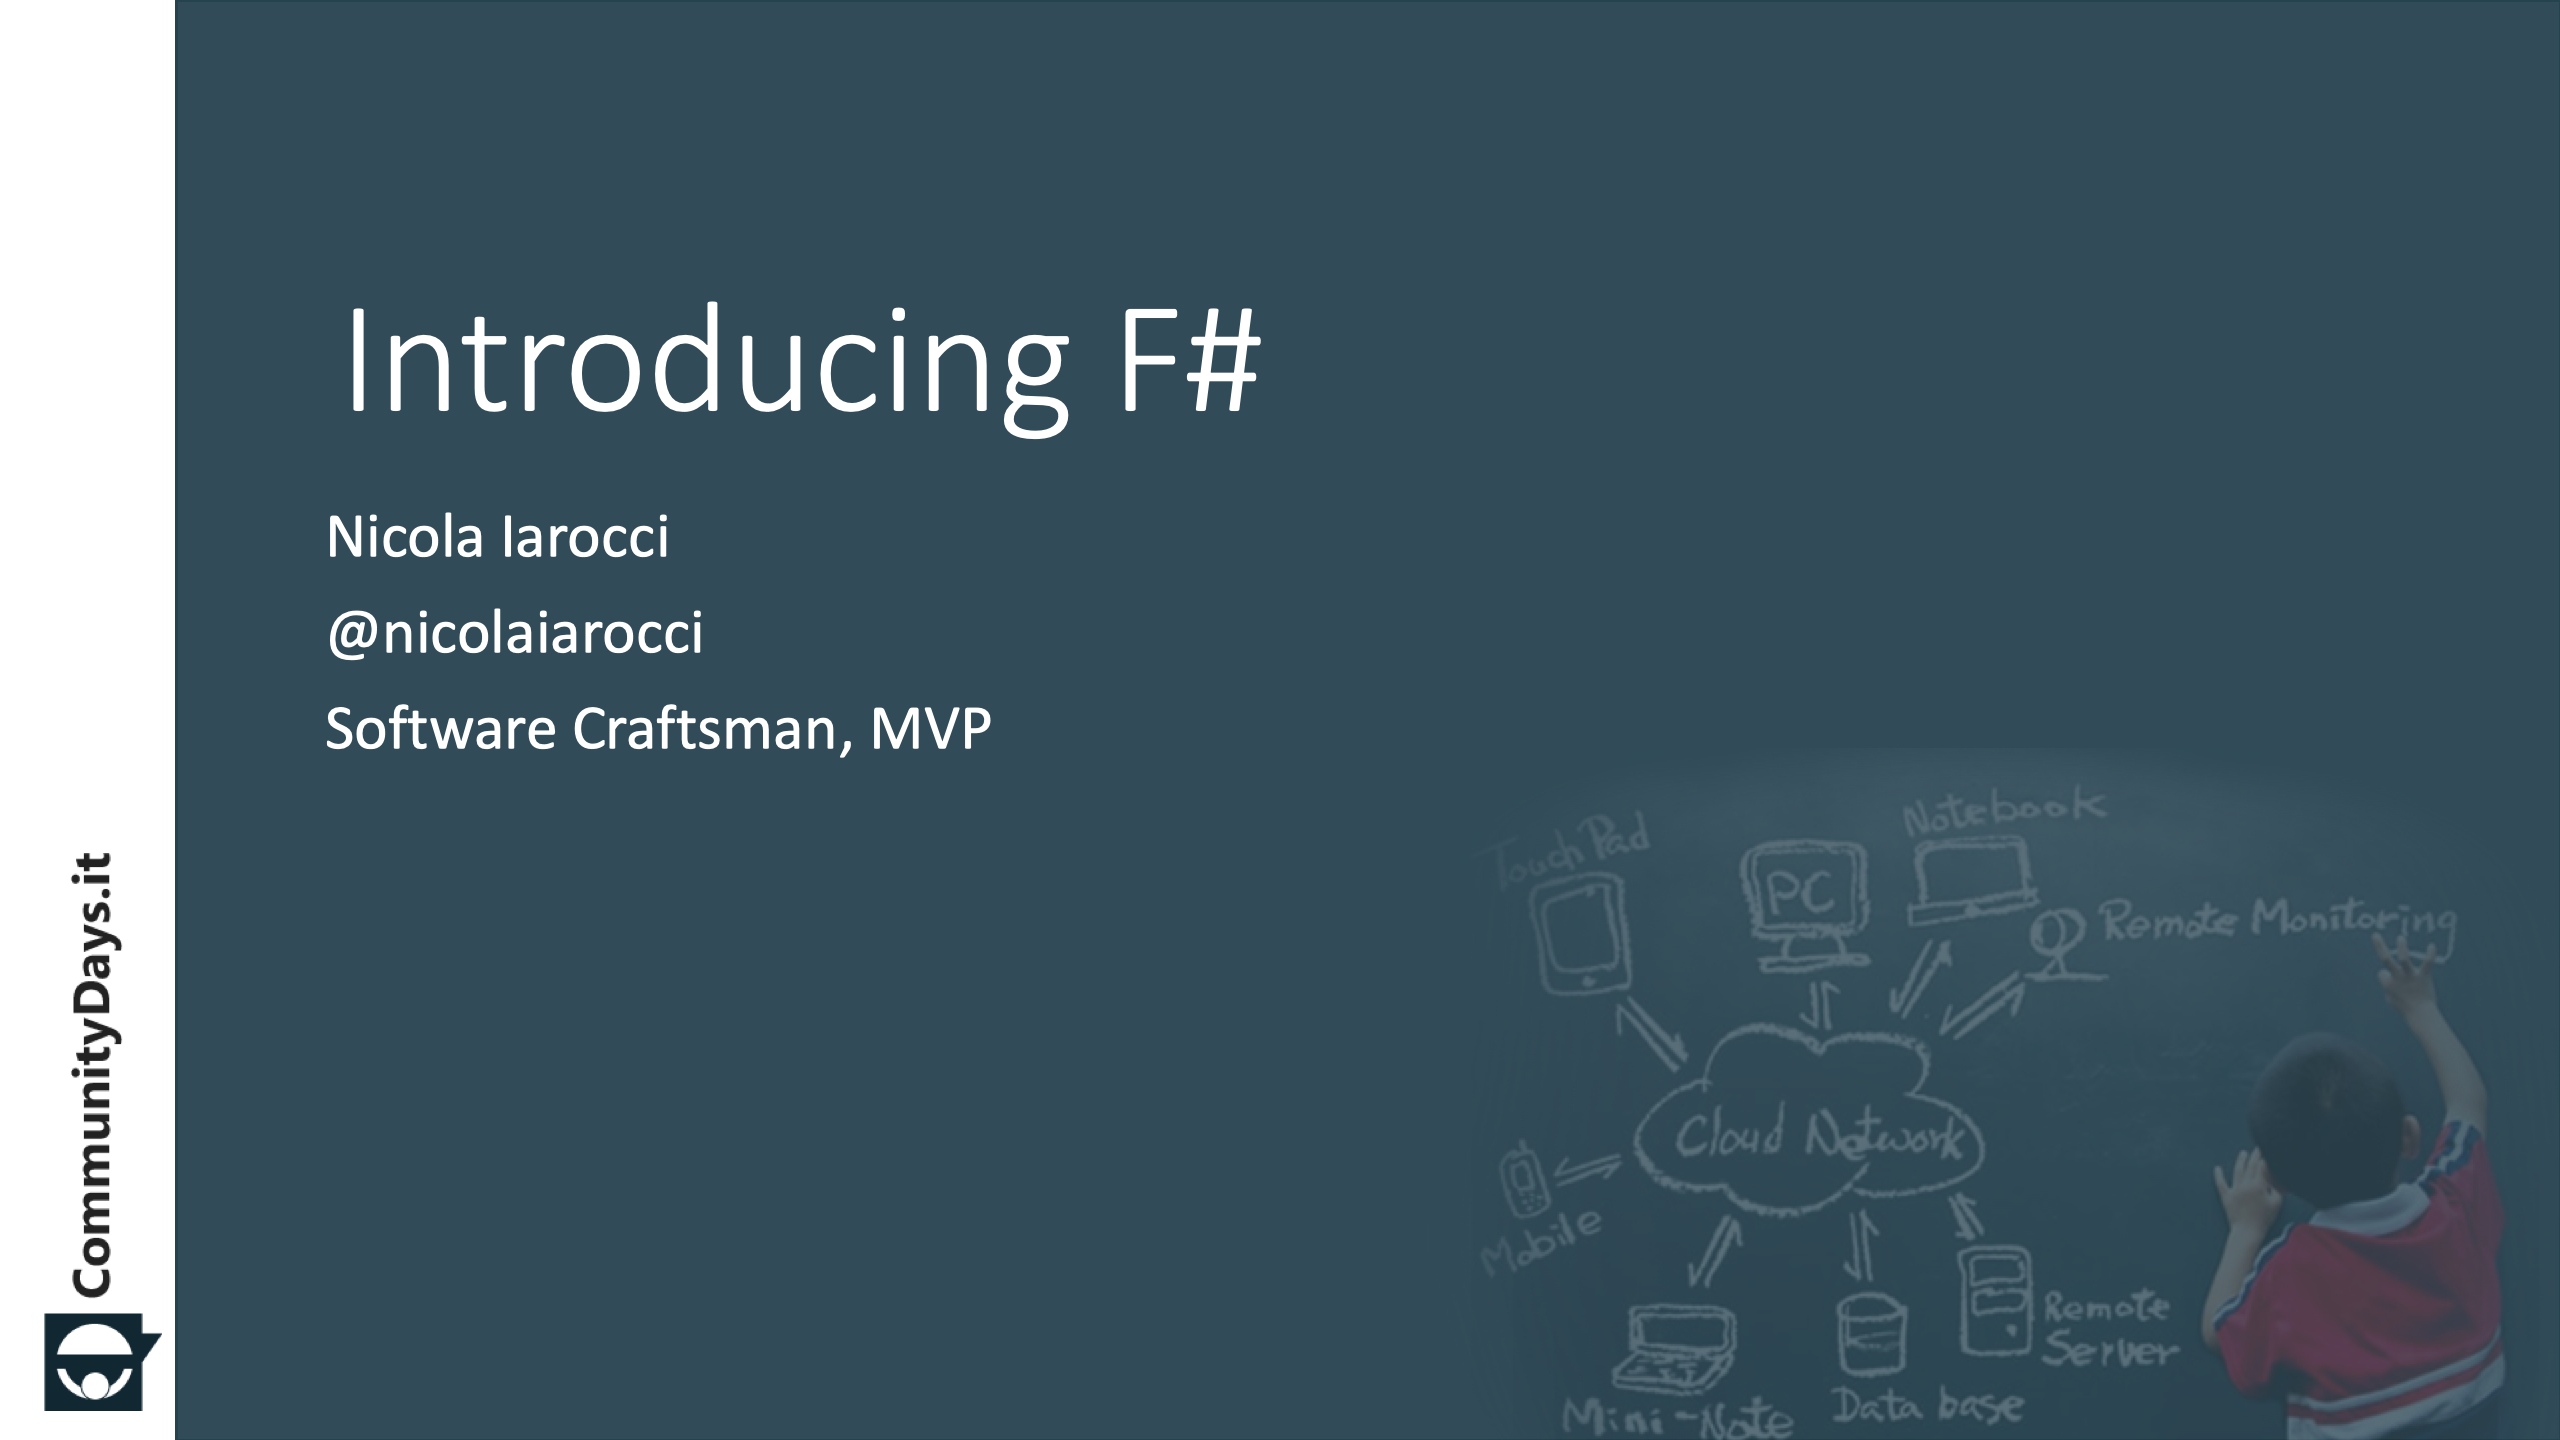 Introducing F#
Nicola Iarocci
@nicolaiarocci
Software Craftsman, MVP
CommunityDays.it
Notebook
Touch Pad
PC
Remote Monitoring
Cloud Network
Mobile
Remote
Server
Mini-Note
Data base